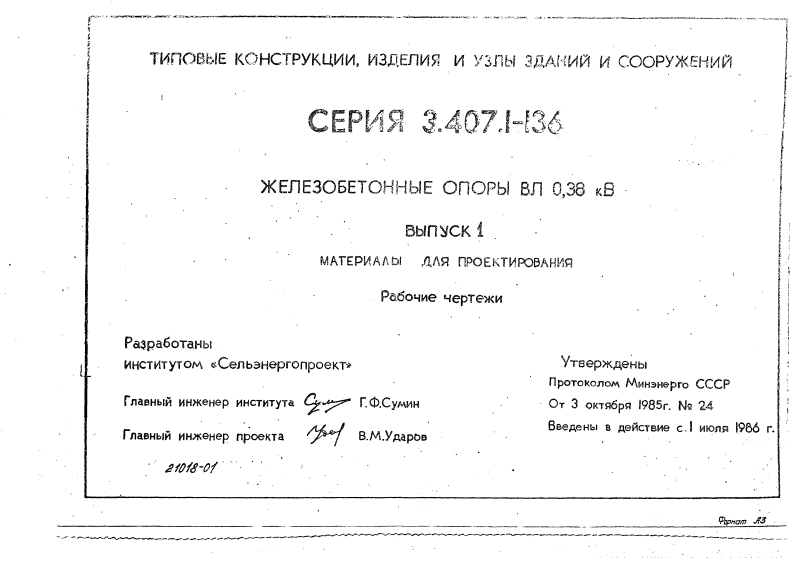 ТИПОВЫЕ КОНСТРУКЦИИ, ИЗДЕЛИЯ И УЗЛЫ ЗДАНИЙ И СООРУЖЕНИЙ
СЕРИЯ 3.407.1-136
ЖЕЛЕЗОБЕТОННЫЕ ОПОРЫ ВЛ 0,38 кВ
ВЫПУСК 1
МАТЕРИАЛЫ ДЛЯ ПРОЕКТИРОВАНИЯ
Рабочие чертежи
Разработаны
институтом «Сельэнергопроект»
Главный инженер института Г.Ф.Сумин
Главный инженер проекта В.М.Ударов
21018-01
Утверждены
Протоколом Минэнерго СССР
От 3 октября 1985г. № 24
Введены в действие с 1 июля 1986 г.
Формат А3